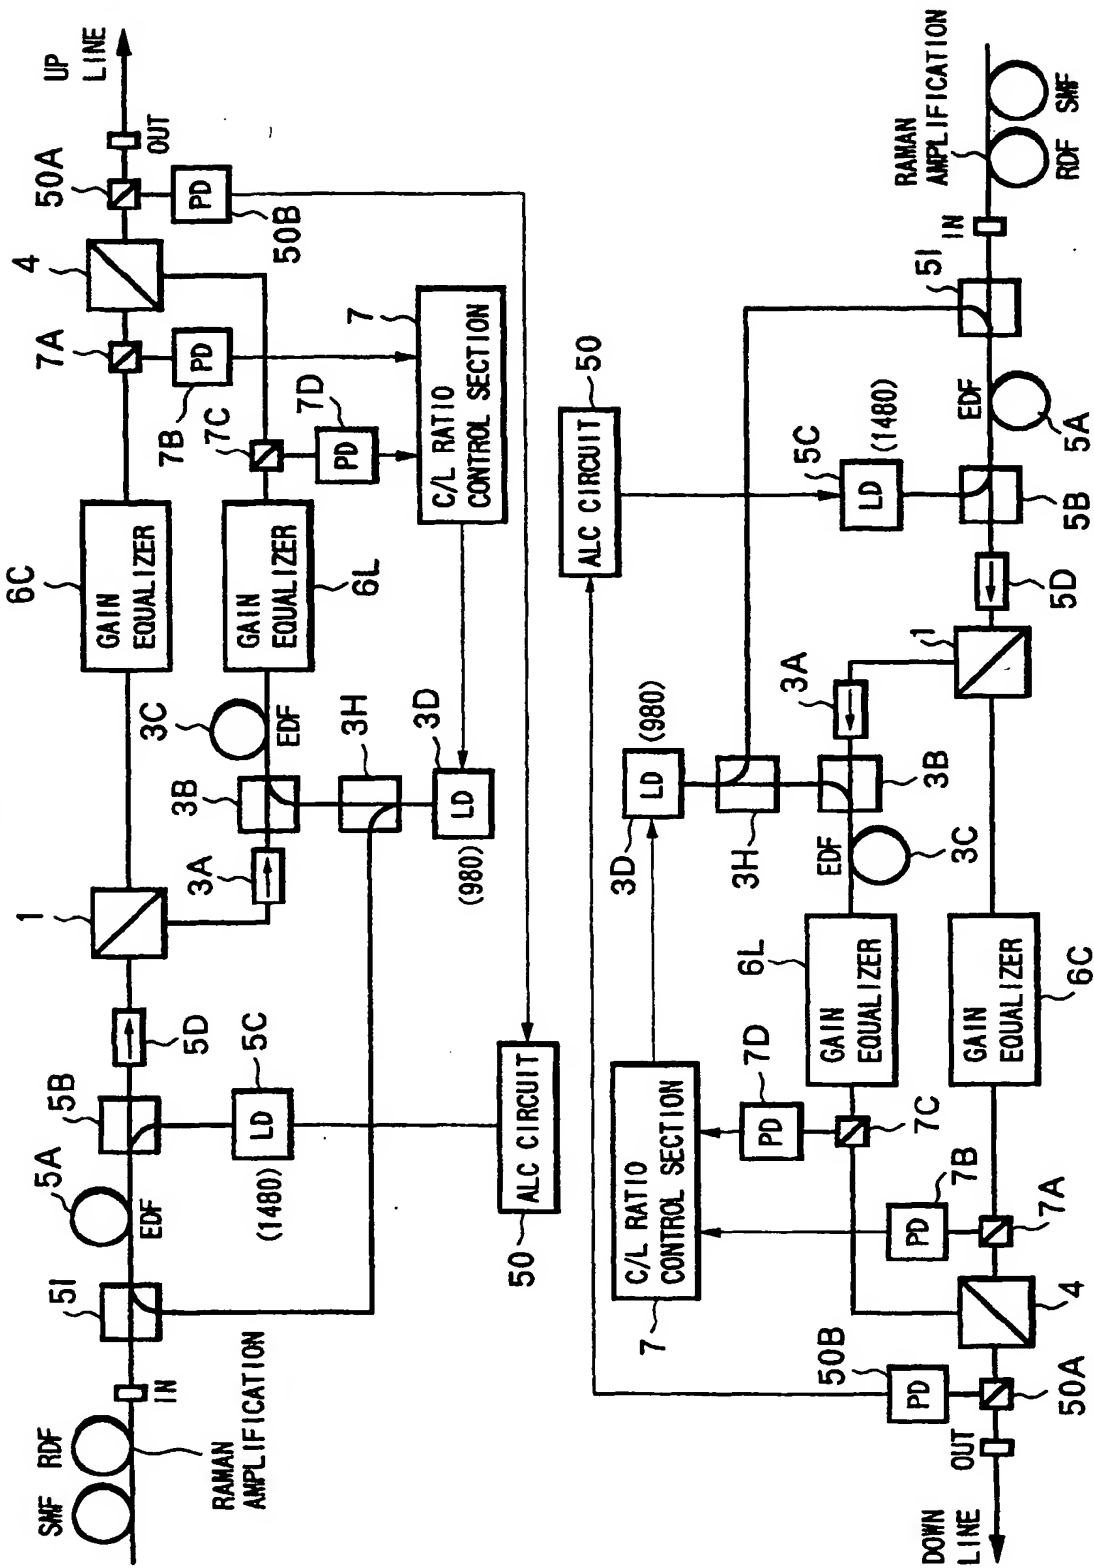 SMF
RDF
RAMAN
AMPLIFICATION
IN
5I
5A
EDF
5B
5C
LD
(1480)
5D
50
ALC CIRCUIT
1
3A
3B
3C
EDF
3H
3D
LD
(980)
6C
GAIN
EQUALIZER
6L
GAIN
EQUALIZER
7A
PD
7B
7C
7D
PD
7
C/L RATIO
CONTROL SECTION
4
50A
PD
50B
OUT
UP
LINE
DOWN
LINE
OUT
50A
PD
50B
4
7A
PD
7B
7C
PD
7D
7
C/L RATIO
CONTROL SECTION
6L
GAIN
EQUALIZER
6C
GAIN
EQUALIZER
3D
LD
(980)
3H
EDF
3C
3B
3A
1
5D
50
ALC CIRCUIT
5C
LD
(1480)
5B
EDF
5A
5I
IN
RAMAN
AMPLIFICATION
RDF
SMF